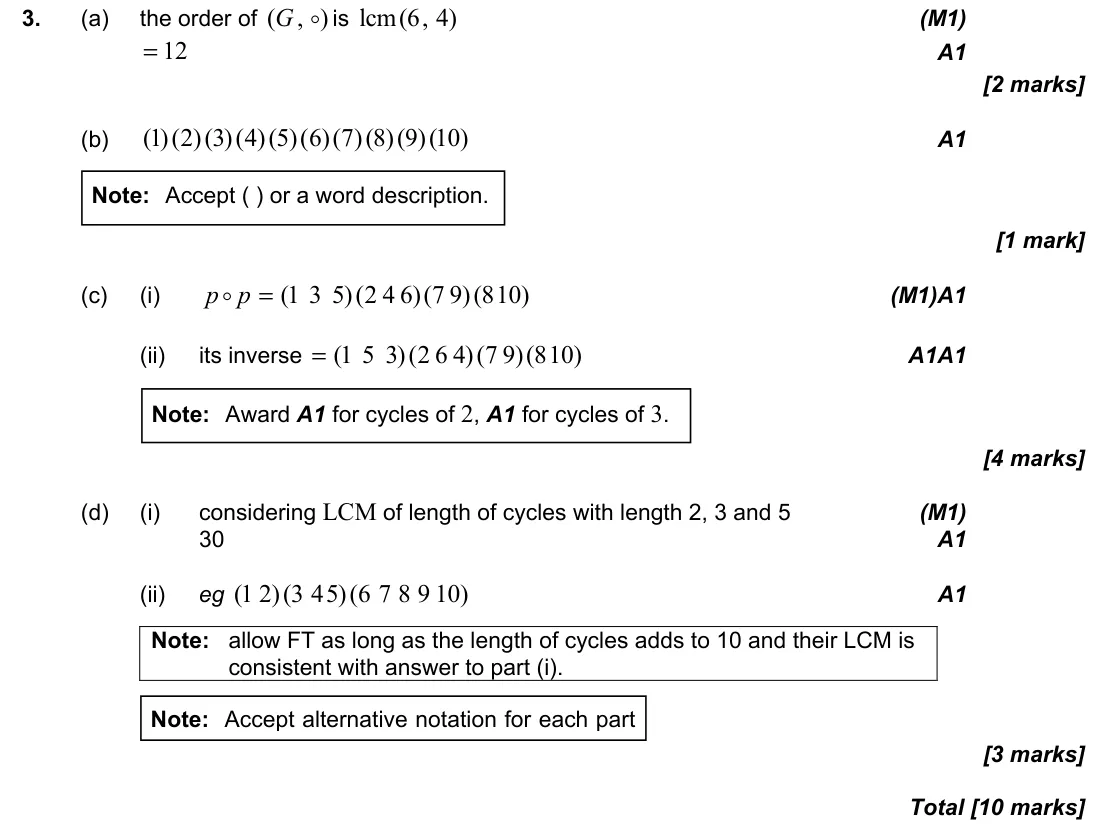 3. (a) the order of (G, ∘) is lcm(6, 4) (M1)
= 12 A1
[2 marks]
(b) (1)(2)(3)(4)(5)(6)(7)(8)(9)(10) A1
Note: Accept ( ) or a word description.
[1 mark]
(c) (i) p ∘ p = (1 3 5)(2 4 6)(7 9)(8 10) (M1)A1
(ii) its inverse = (1 5 3)(2 6 4)(7 9)(8 10) A1A1
Note: Award A1 for cycles of 2, A1 for cycles of 3.
[4 marks]
(d) (i) considering LCM of length of cycles with length 2, 3 and 5 (M1)
30 A1
(ii) eg (1 2)(3 4 5)(6 7 8 9 10) A1
Note: allow FT as long as the length of cycles adds to 10 and their LCM is
consistent with answer to part (i).
Note: Accept alternative notation for each part
[3 marks]
Total [10 marks]